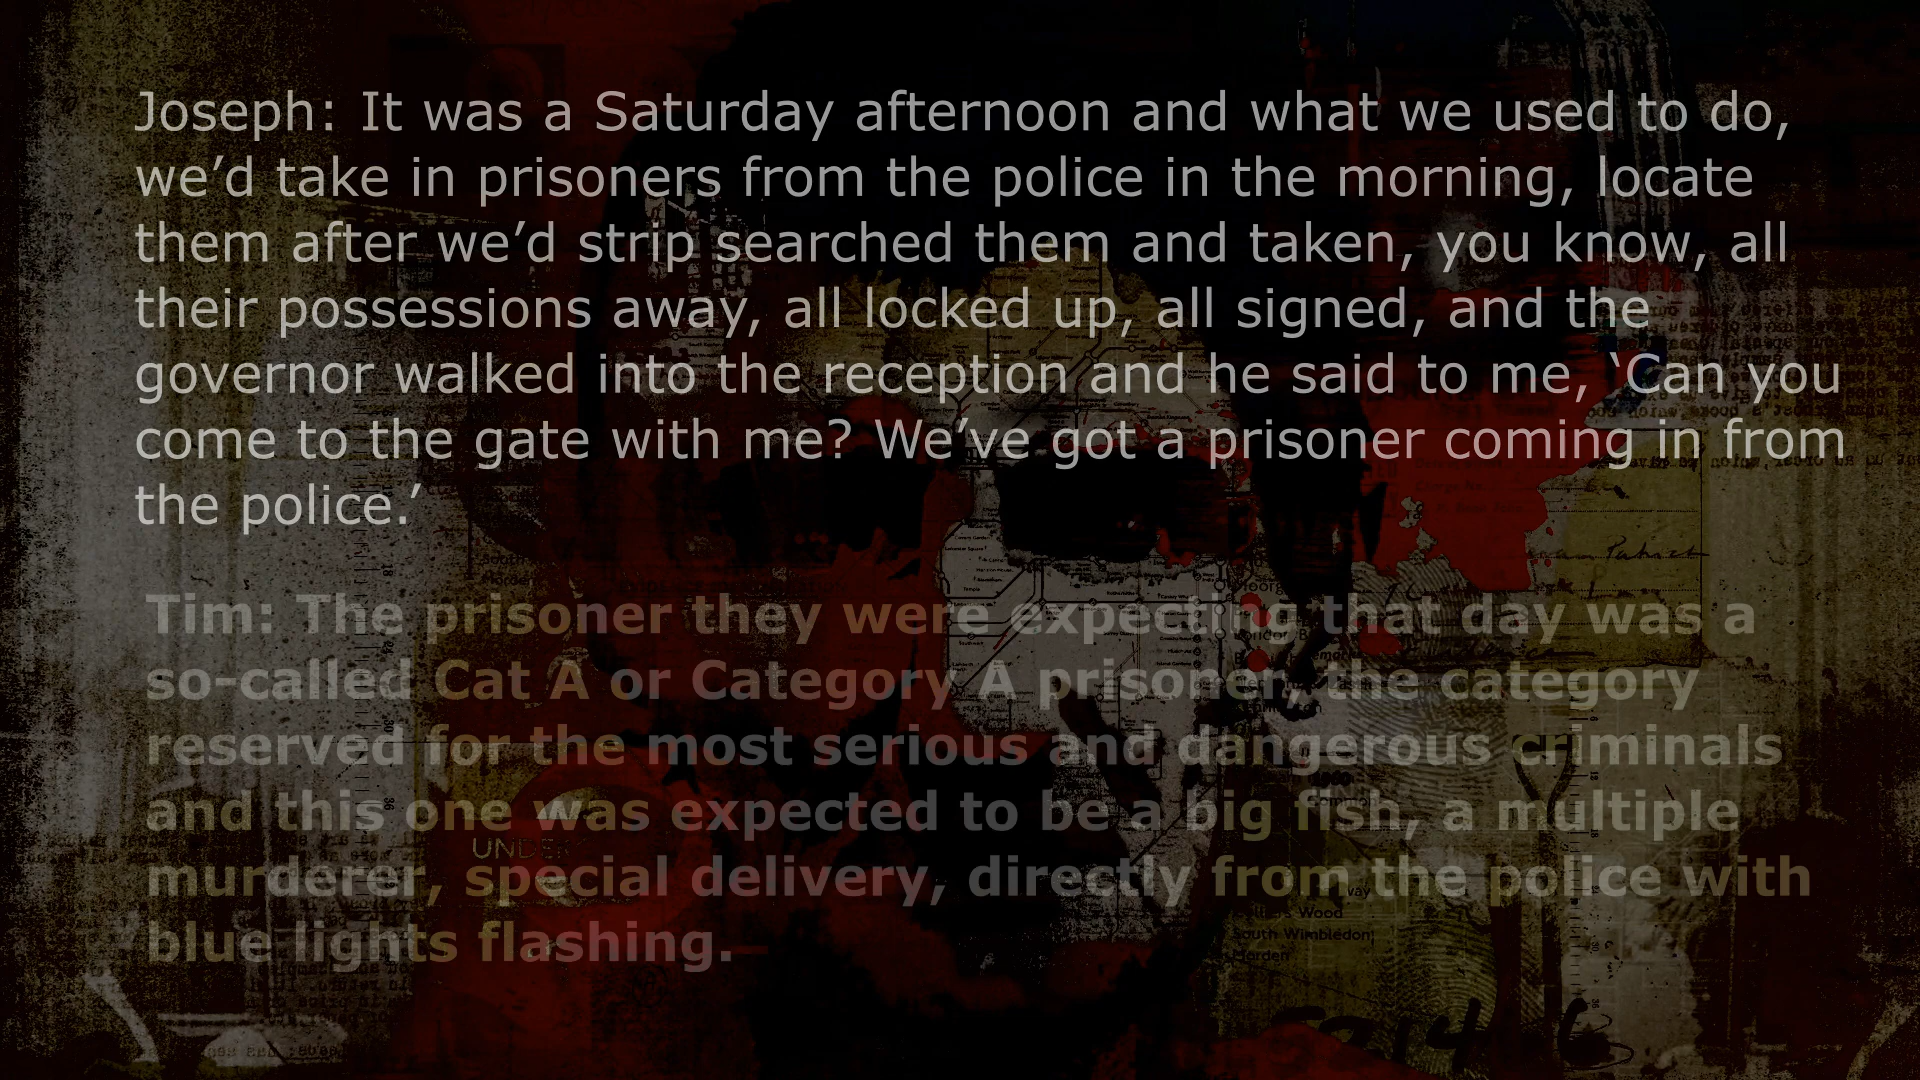 Joseph: It was a Saturday afternoon and what we used to do,
we’d take in prisoners from the police in the morning, locate
them after we’d strip searched them and taken, you know, all
their possessions away, all locked up, all signed, and the
governor walked into the reception and he said to me, ‘Can you
come to the gate with me? We’ve got a prisoner coming in from
the police.’
Tim: The prisoner they were expecting that day was a
so-called Cat A or Category A prisoner, the category
reserved for the most serious and dangerous criminals
and this one was expected to be a big fish, a multiple
murderer, special delivery, directly from the police with
blue lights flashing.
UNDER
South Wimbledon
Morden